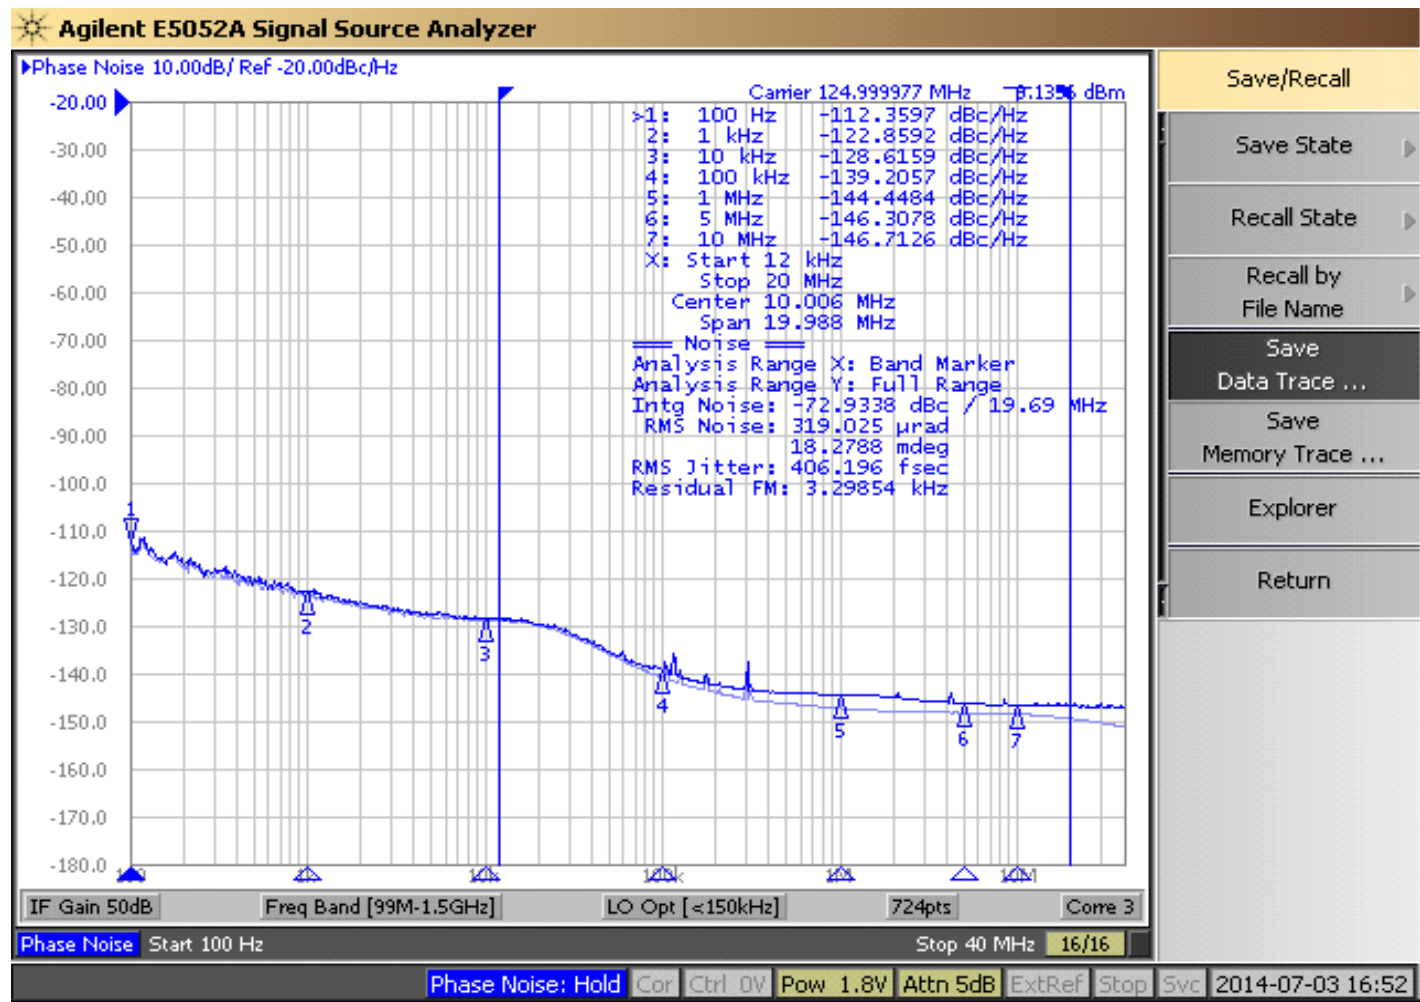 Agilent E5052A Signal Source Analyzer
Phase Noise 10.00dB/ Ref -20.00dBc/Hz
Carrier 124.999977 MHz dBm
-20.00
-30.00
-40.00
-50.00
-60.00
-70.00
-80.00
-90.00
-100.0
-110.0
-120.0
-130.0
-140.0
-150.0
-160.0
-170.0
-180.0
>1: 100 Hz -112.3597 dBc/Hz
2: 1 kHz -122.8592 dBc/Hz
3: 10 kHz -128.6159 dBc/Hz
4: 100 kHz -139.2057 dBc/Hz
5: 1 MHz -144.4484 dBc/Hz
6: 5 MHz -146.3078 dBc/Hz
7: 10 MHz -146.7126 dBc/Hz
X: Start 12 kHz
Stop 20 MHz
Center 10.006 MHz
Span 19.988 MHz
=== Noise ===
Analysis Range X: Band Marker
Analysis Range Y: Full Range
Intg Noise: -72.9338 dBc / 19.69 MHz
RMS Noise: 319.025 µrad
18.2788 mdeg
RMS Jitter: 406.196 fsec
Residual FM: 3.29854 kHz
1
2
3
4
5
6
7
IF Gain 50dB
Freq Band [99M-1.5GHz]
LO Opt [<150kHz]
724pts
Corre 3
Phase Noise Start 100 Hz
Stop 40 MHz 16/16
Phase Noise: Hold Cor Ctrl 0V Pow 1.8V Attn 5dB ExtRef Stop Svc 2014-07-03 16:52
Save/Recall
Save State
Recall State
Recall by
File Name
Save
Data Trace ...
Save
Memory Trace ...
Explorer
Return